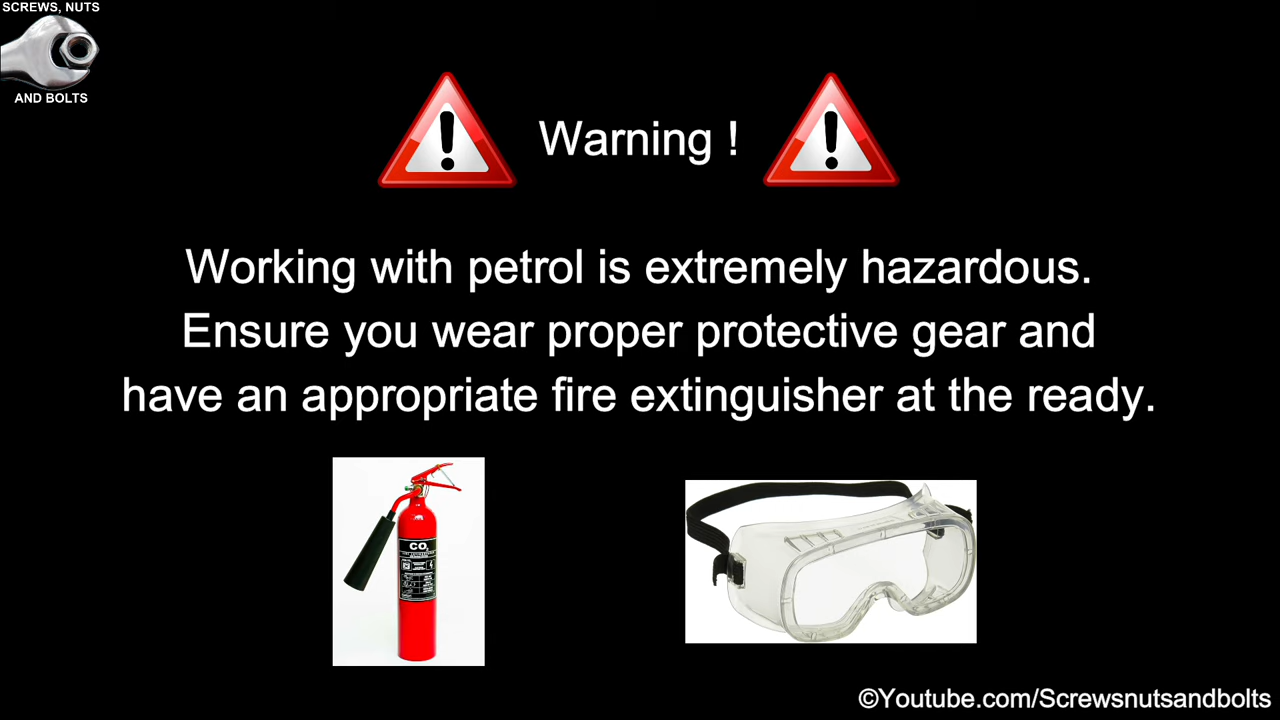 SCREWS, NUTS
AND BOLTS
Warning !
Working with petrol is extremely hazardous.
Ensure you wear proper protective gear and
have an appropriate fire extinguisher at the ready.
CO2
©Youtube.com/Screwsnutsandbolts